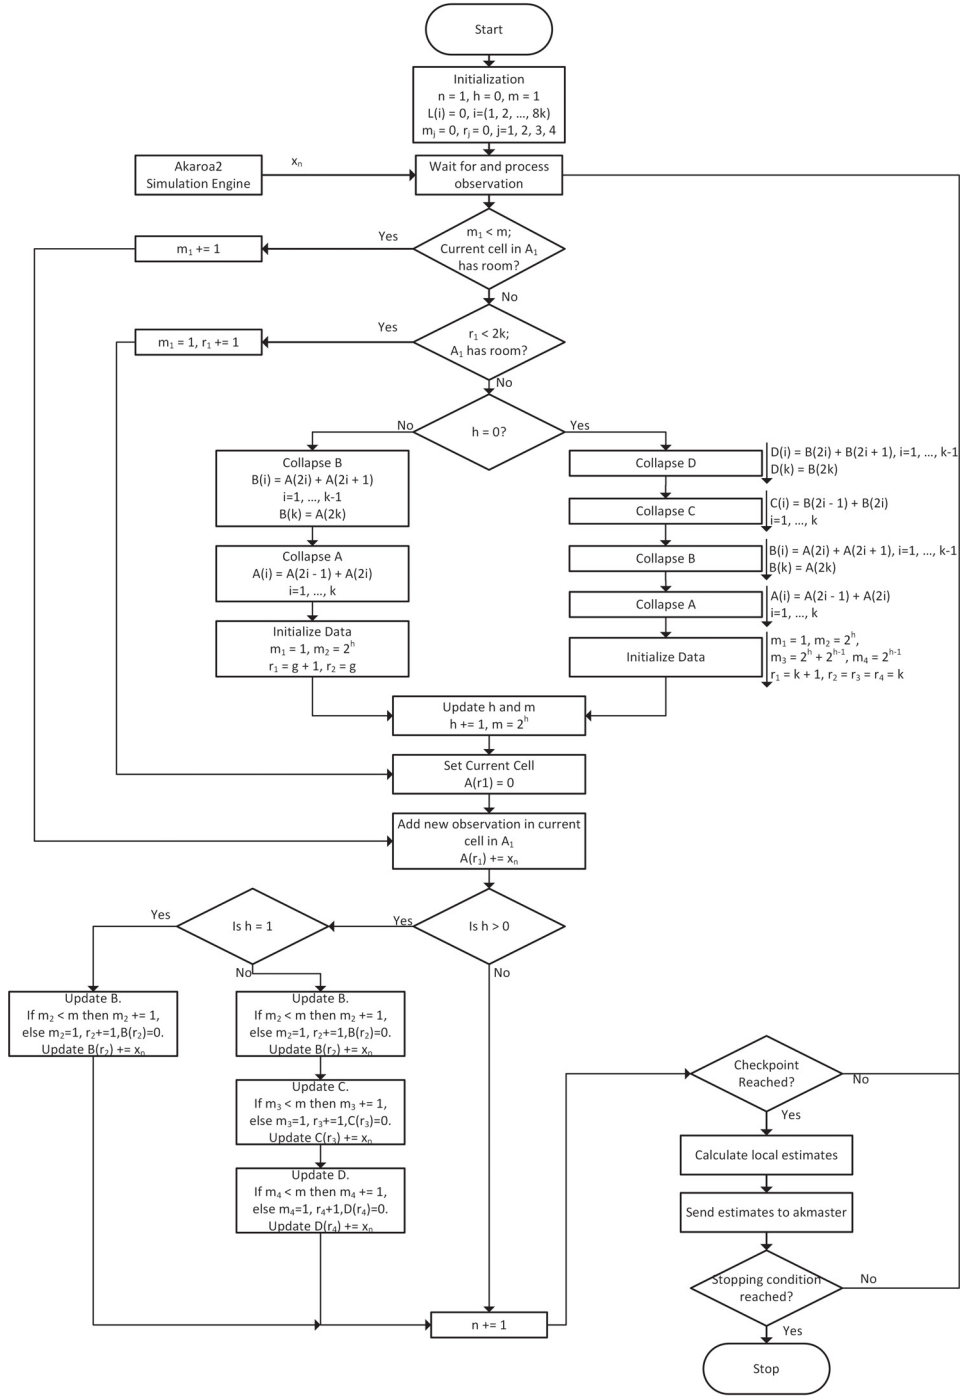 Start
Initialization
n = 1, h = 0, m = 1
L(i) = 0, i=(1, 2, ..., 8k)
mⱼ = 0, rⱼ = 0, j=1, 2, 3, 4
Akaroa2
Simulation Engine
xₙ
Wait for and process
observation
m₁ < m;
Current cell in A₁
has room?
Yes
m₁ += 1
No
r₁ < 2k;
A₁ has room?
Yes
m₁ = 1, r₁ += 1
No
h = 0?
No
Yes
Collapse B
B(i) = A(2i) + A(2i + 1)
i=1, ..., k-1
B(k) = A(2k)
Collapse A
A(i) = A(2i - 1) + A(2i)
i=1, ..., k
Initialize Data
m₁ = 1, m₂ = 2ʰ
r₁ = g + 1, r₂ = g
Collapse D
D(i) = B(2i) + B(2i + 1), i=1, ..., k-1
D(k) = B(2k)
Collapse C
C(i) = B(2i - 1) + B(2i)
i=1, ..., k
Collapse B
B(i) = A(2i) + A(2i + 1), i=1, ..., k-1
B(k) = A(2k)
Collapse A
A(i) = A(2i - 1) + A(2i)
i=1, ..., k
Initialize Data
m₁ = 1, m₂ = 2ʰ,
m₃ = 2ʰ + 2ʰ⁻¹, m₄ = 2ʰ⁻¹
r₁ = k + 1, r₂ = r₃ = r₄ = k
Update h and m
h += 1, m = 2ʰ
Set Current Cell
A(r1) = 0
Add new observation in current
cell in A₁
A(r₁) += xₙ
Is h > 0
Yes
No
Is h = 1
Yes
No
Update B.
If m₂ < m then m₂ += 1,
else m₂=1, r₂+=1,B(r₂)=0.
Update B(r₂) += xₙ
Update B.
If m₂ < m then m₂ += 1,
else m₂=1, r₂+=1,B(r₂)=0.
Update B(r₂) += xₙ
Update C.
If m₃ < m then m₃ += 1,
else m₃=1, r₃+=1,C(r₃)=0.
Update C(r₃) += xₙ
Update D.
If m₄ < m then m₄ += 1,
else m₄=1, r₄+1,D(r₄)=0.
Update D(r₄) += xₙ
n += 1
Checkpoint
Reached?
No
Yes
Calculate local estimates
Send estimates to akmaster
Stopping condition
reached?
No
Yes
Stop